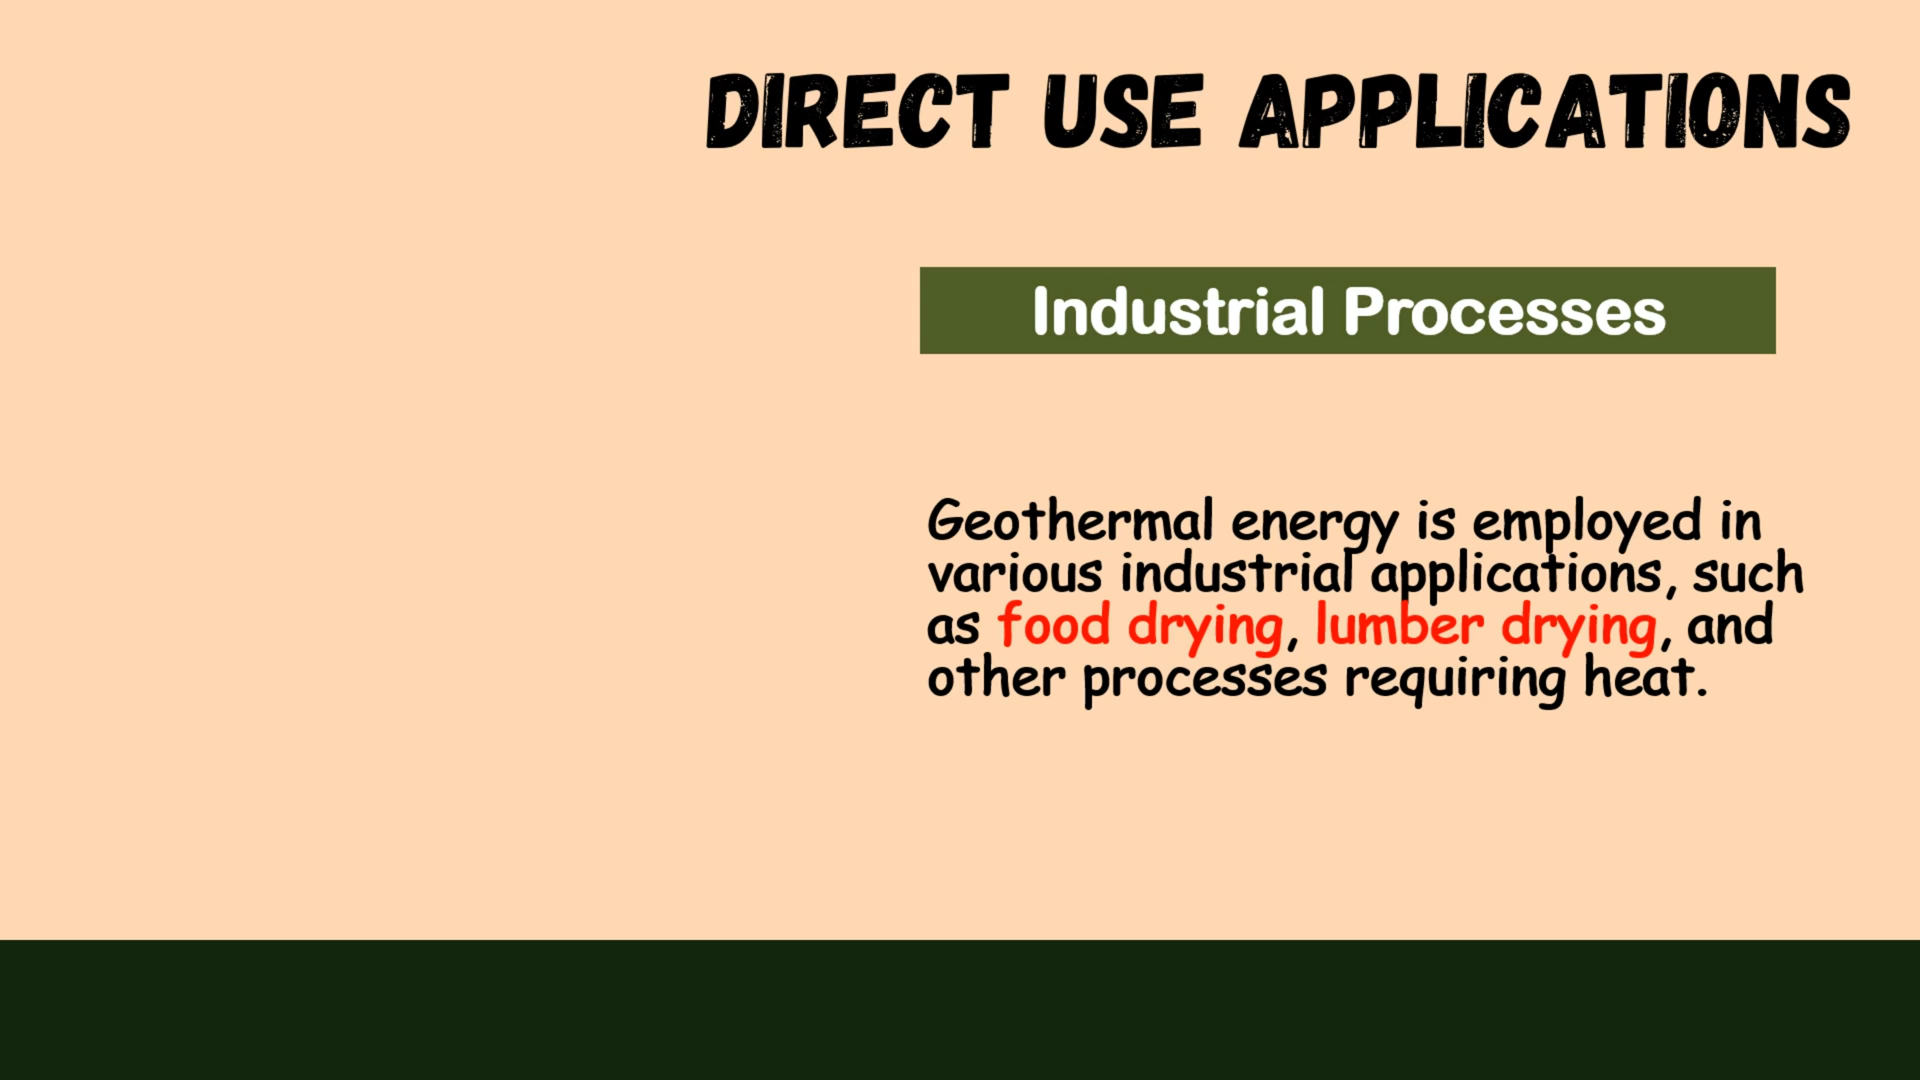 DIRECT USE APPLICATIONS
Industrial Processes
Geothermal energy is employed in
various industrial applications, such
as food drying, lumber drying, and
other processes requiring heat.